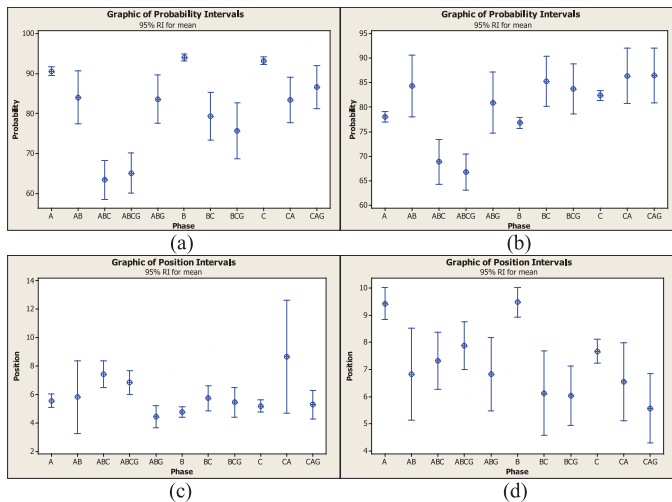 Graphic of Probability Intervals
95% RI for mean
Probability
100
90
80
70
60
A AB ABC ABCG ABG B BC BCG C CA CAG
Phase
(a)
Graphic of Probability Intervals
95% RI for mean
Probability
95
90
85
80
75
70
65
60
A AB ABC ABCG ABG B BC BCG C CA CAG
Phase
(b)
Graphic of Position Intervals
95% RI for mean
Position
14
12
10
8
6
4
2
A AB ABC ABCG ABG B BC BCG C CA CAG
Phase
(c)
Graphic of Position Intervals
95% RI for mean
Position
10
9
8
7
6
5
4
A AB ABC ABCG ABG B BC BCG C CA CAG
Phase
(d)